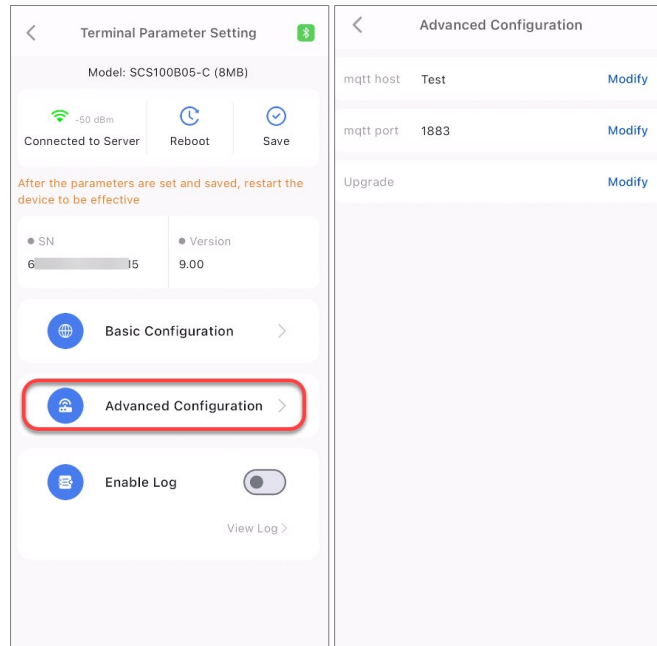 Terminal Parameter Setting
Model: SCS100B05-C (8MB)
-50 dBm
Connected to Server
Reboot
Save
After the parameters are set and saved, restart the
device to be effective
SN
6
15
Version
9.00
Basic Configuration
Advanced Configuration
Enable Log
View Log
Advanced Configuration
mqtt host Test Modify
mqtt port 1883 Modify
Upgrade Modify